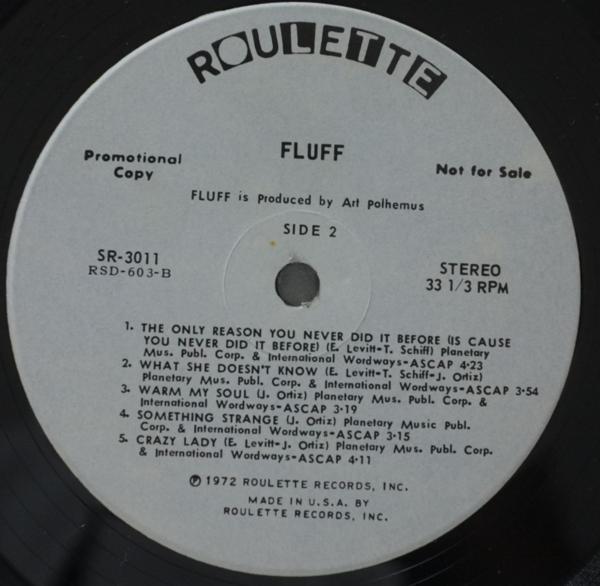 ROULETTE
FLUFF
Promotional
Copy
Not for Sale
FLUFF is Produced by Art Polhemus
SIDE 2
SR-3011
RSD-603-B
STEREO
33 1/3 RPM
1. THE ONLY REASON YOU NEVER DID IT BEFORE (IS CAUSE
YOU NEVER DID IT BEFORE) (E. Levitt-T. Schiff) Planetary
Mus. Publ. Corp. & International Wordways-ASCAP 4·23
2. WHAT SHE DOESN'T KNOW (E. Levitt-T. Schiff-J. Ortiz)
Planetary Mus. Publ. Corp. & International Wordways-ASCAP 3·54
3. WARM MY SOUL (J. Ortiz) Planetary Mus. Publ. Corp. &
International Wordways-ASCAP 3·19
4. SOMETHING STRANGE (J. Ortiz) Planetary Music Publ.
Corp. & International Wordways-ASCAP 3·15
5. CRAZY LADY (E. Levitt-J. Ortiz) Planetary Mus. Publ. Corp.
& International Wordways-ASCAP 4·11
℗ 1972 ROULETTE RECORDS, INC.
MADE IN U.S.A. BY
ROULETTE RECORDS, INC.